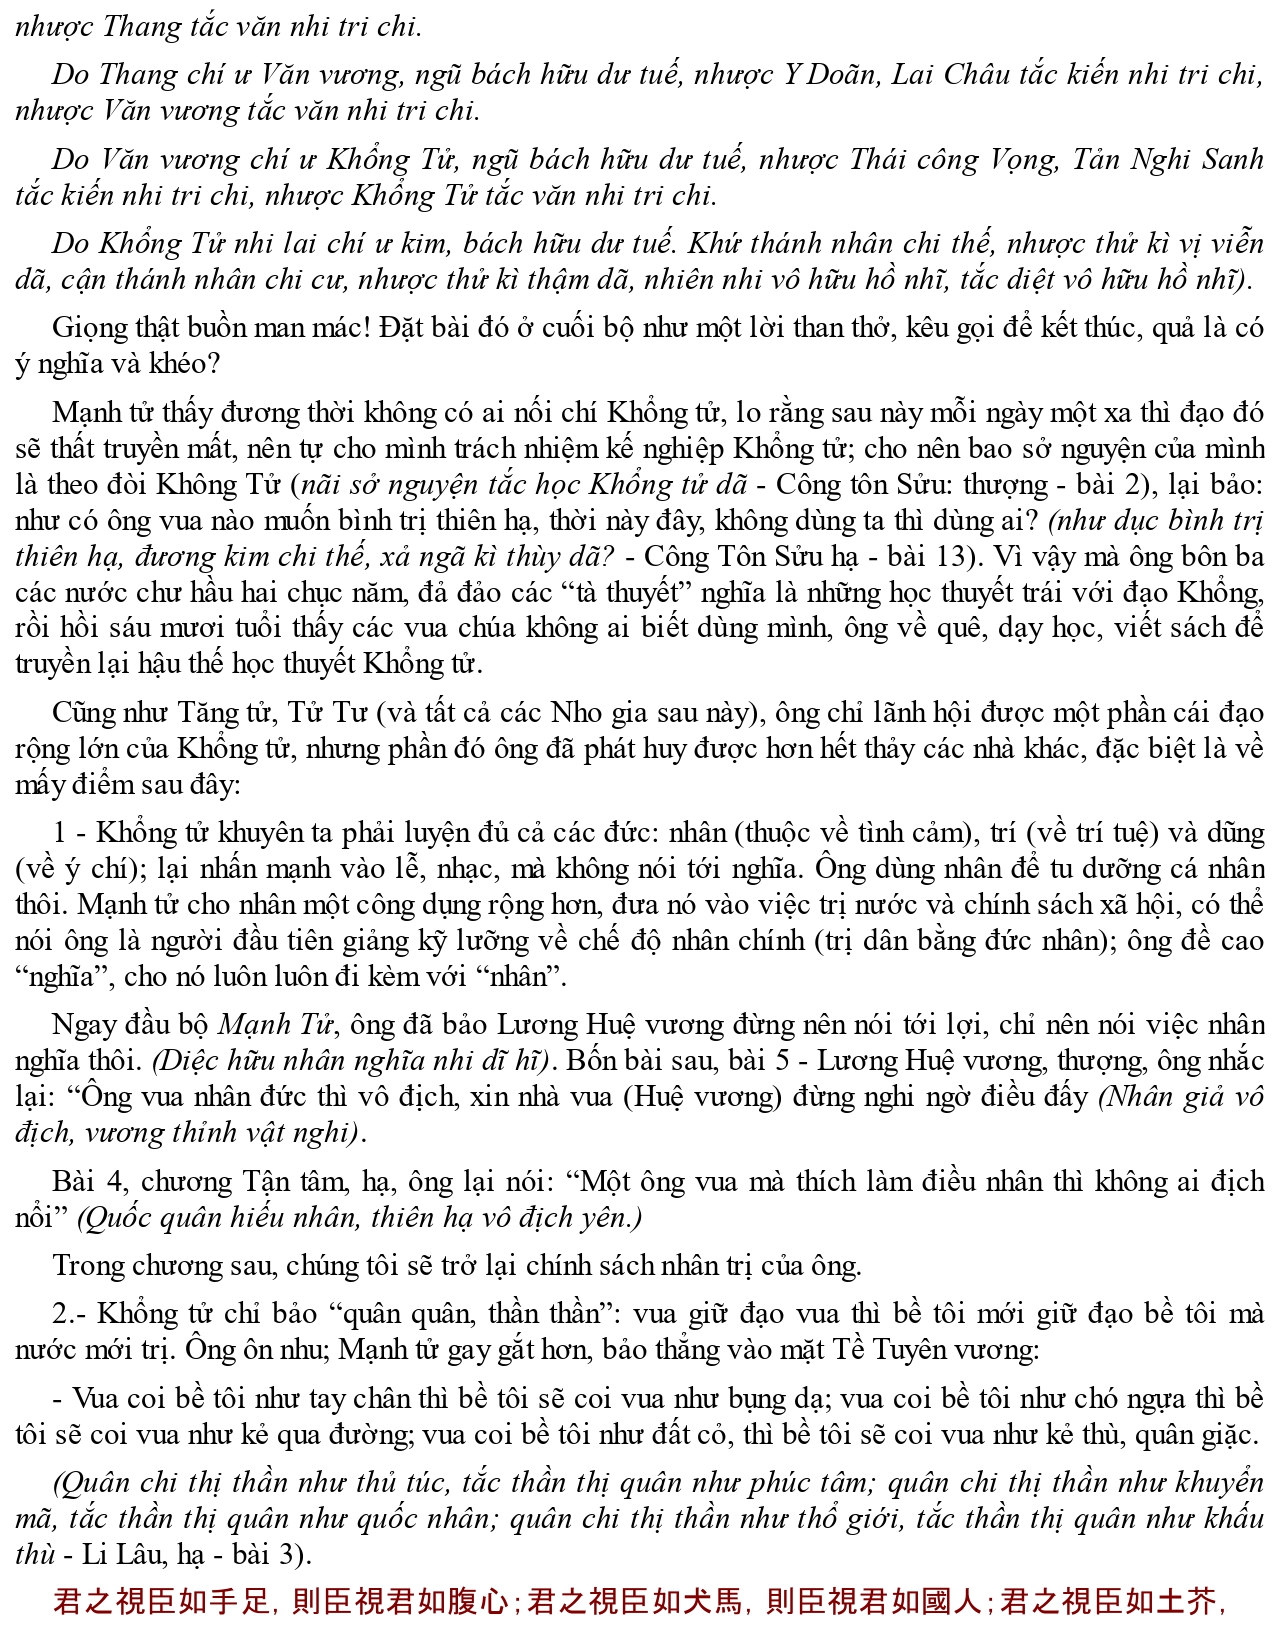 nhược Thang tắc văn nhi tri chi.
Do Thang chí ư Văn vương, ngũ bách hữu dư tuế, nhược Y Doãn, Lai Châu tắc kiến nhi tri chi,
nhược Văn vương tắc văn nhi tri chi.
Do Văn vương chí ư Khổng Tử, ngũ bách hữu dư tuế, nhược Thái công Vọng, Tản Nghi Sanh
tắc kiến nhi tri chi, nhược Khổng Tử tắc văn nhi tri chi.
Do Khổng Tử nhi lai chí ư kim, bách hữu dư tuế. Khứ thánh nhân chi thế, nhược thử kì vị viễn
dã, cận thánh nhân chi cư, nhược thử kì thậm dã, nhiên nhi vô hữu hồ nhĩ, tắc diệt vô hữu hồ nhĩ).
Giọng thật buồn man mác! Đặt bài đó ở cuối bộ như một lời than thở, kêu gọi để kết thúc, quả là có
ý nghĩa và khéo?
Mạnh tử thấy đương thời không có ai nối chí Khổng tử, lo rằng sau này mỗi ngày một xa thì đạo đó
sẽ thất truyền mất, nên tự cho mình trách nhiệm kế nghiệp Khổng tử; cho nên bao sở nguyện của mình
là theo đòi Không Tử (nãi sở nguyện tắc học Khổng tử dã - Công tôn Sửu: thượng - bài 2), lại bảo:
như có ông vua nào muốn bình trị thiên hạ, thời này đây, không dùng ta thì dùng ai? (như dục bình trị
thiên hạ, đương kim chi thế, xả ngã kì thùy dã? - Công Tôn Sửu hạ - bài 13). Vì vậy mà ông bôn ba
các nước chư hầu hai chục năm, đả đảo các “tà thuyết” nghĩa là những học thuyết trái với đạo Khổng,
rồi hồi sáu mươi tuổi thấy các vua chúa không ai biết dùng mình, ông về quê, dạy học, viết sách để
truyền lại hậu thế học thuyết Khổng tử.
Cũng như Tăng tử, Tử Tư (và tất cả các Nho gia sau này), ông chỉ lãnh hội được một phần cái đạo
rộng lớn của Khổng tử, nhưng phần đó ông đã phát huy được hơn hết thảy các nhà khác, đặc biệt là về
mấy điểm sau đây:
1 - Khổng tử khuyên ta phải luyện đủ cả các đức: nhân (thuộc về tình cảm), trí (về trí tuệ) và dũng
(về ý chí); lại nhấn mạnh vào lễ, nhạc, mà không nói tới nghĩa. Ông dùng nhân để tu dưỡng cá nhân
thôi. Mạnh tử cho nhân một công dụng rộng hơn, đưa nó vào việc trị nước và chính sách xã hội, có thể
nói ông là người đầu tiên giảng kỹ lưỡng về chế độ nhân chính (trị dân bằng đức nhân); ông đề cao
“nghĩa”, cho nó luôn luôn đi kèm với “nhân”.
Ngay đầu bộ Mạnh Tử, ông đã bảo Lương Huệ vương đừng nên nói tới lợi, chỉ nên nói việc nhân
nghĩa thôi. (Diệc hữu nhân nghĩa nhi dĩ hĩ). Bốn bài sau, bài 5 - Lương Huệ vương, thượng, ông nhắc
lại: “Ông vua nhân đức thì vô địch, xin nhà vua (Huệ vương) đừng nghi ngờ điều đấy (Nhân giả vô
địch, vương thỉnh vật nghi).
Bài 4, chương Tận tâm, hạ, ông lại nói: “Một ông vua mà thích làm điều nhân thì không ai địch
nổi” (Quốc quân hiếu nhân, thiên hạ vô địch yên.)
Trong chương sau, chúng tôi sẽ trở lại chính sách nhân trị của ông.
2.- Khổng tử chỉ bảo “quân quân, thần thần”: vua giữ đạo vua thì bề tôi mới giữ đạo bề tôi mà
nước mới trị. Ông ôn nhu; Mạnh tử gay gắt hơn, bảo thẳng vào mặt Tề Tuyên vương:
- Vua coi bề tôi như tay chân thì bề tôi sẽ coi vua như bụng dạ; vua coi bề tôi như chó ngựa thì bề
tôi sẽ coi vua như kẻ qua đường; vua coi bề tôi như đất cỏ, thì bề tôi sẽ coi vua như kẻ thù, quân giặc.
(Quân chi thị thần như thủ túc, tắc thần thị quân như phúc tâm; quân chi thị thần như khuyển
mã, tắc thần thị quân như quốc nhân; quân chi thị thần như thổ giới, tắc thần thị quân như khấu
thù - Li Lâu, hạ - bài 3).
君之視臣如手足, 則臣視君如腹心; 君之視臣如犬馬, 則臣視君如國人; 君之視臣如土芥,